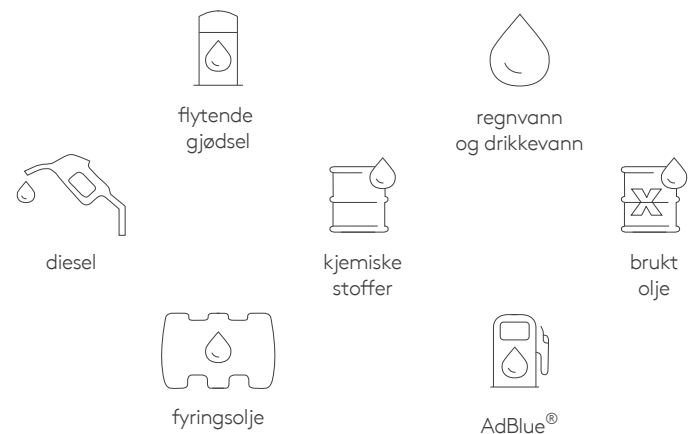 flytende
gjødsel
regnvann
og drikkevann
diesel
kjemiske
stoffer
brukt
olje
fyringsolje
AdBlue®